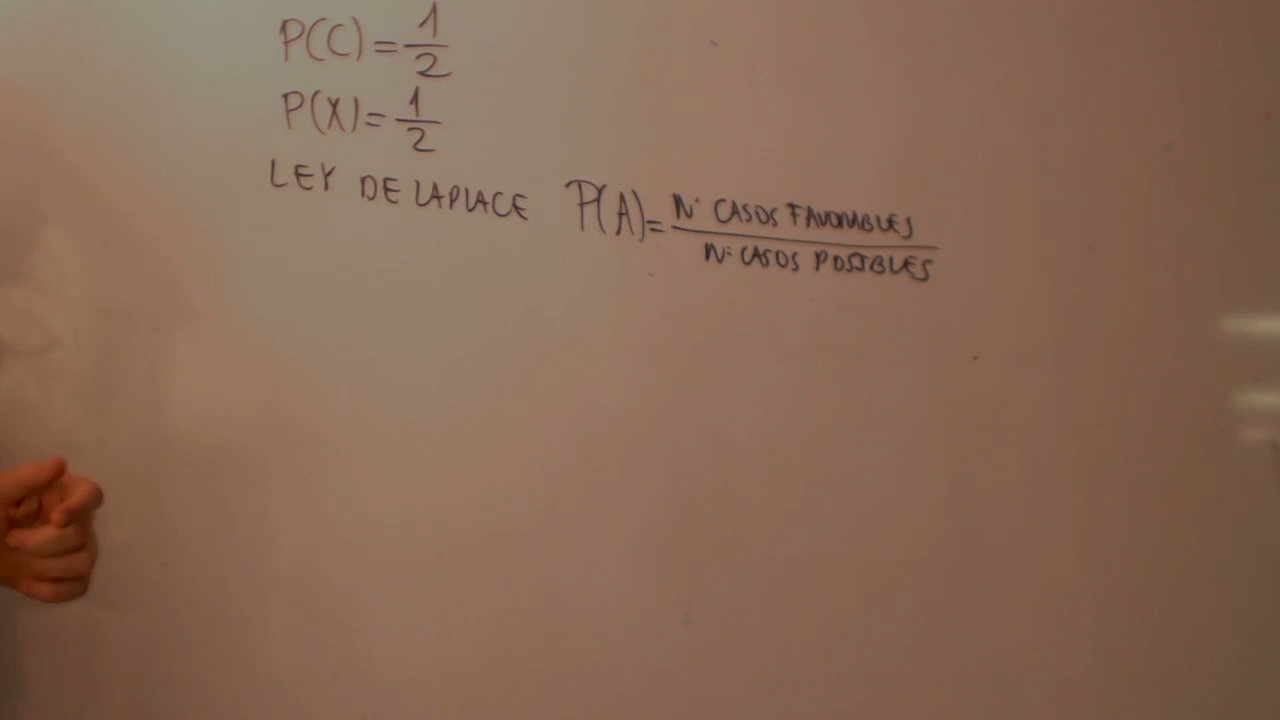 P(C) = 1/2
P(X) = 1/2
LEY DE LAPLACE P(A) = Nº CASOS FAVORABLES / Nº CASOS POSIBLES